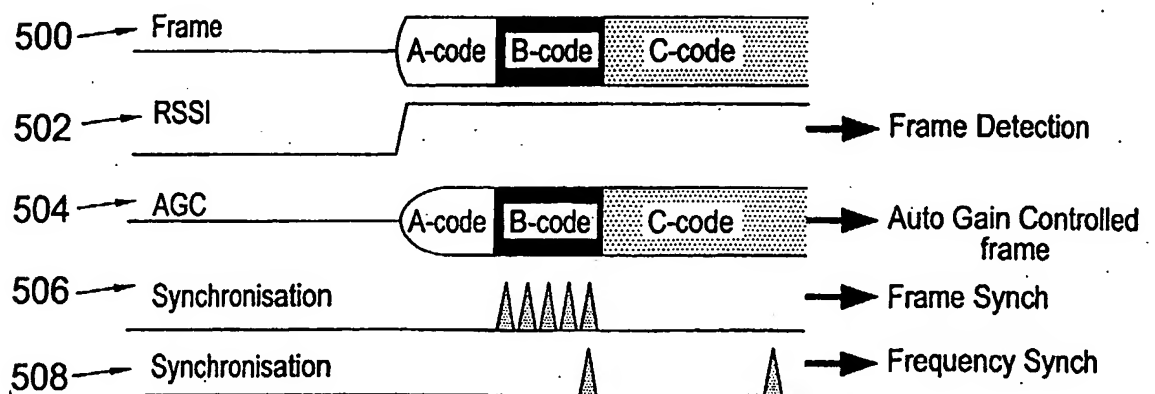 500 Frame
A-code B-code C-code
502 RSSI
Frame Detection
504 AGC
A-code B-code C-code
Auto Gain Controlled
frame
506 Synchronisation
Frame Synch
508 Synchronisation
Frequency Synch